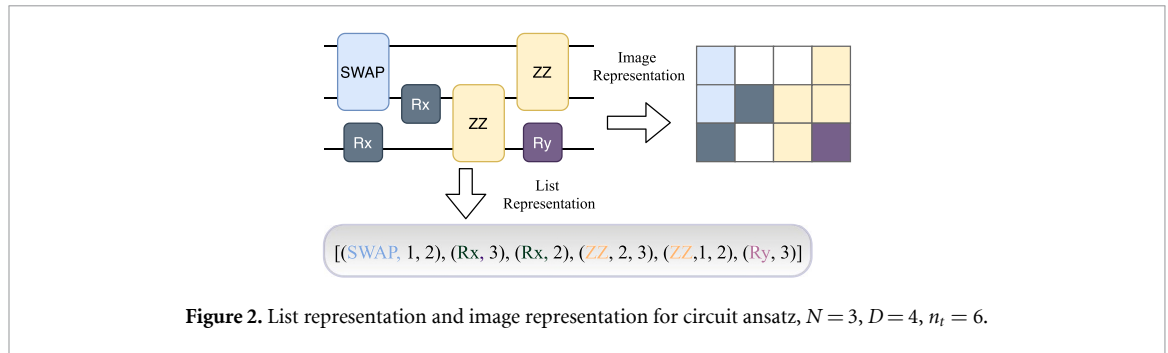 SWAP
ZZ
Image
Representation
Rx
ZZ
Rx
Ry
List
Representation
[(SWAP, 1, 2), (Rx, 3), (Rx, 2), (ZZ, 2, 3), (ZZ,1, 2), (Ry, 3)]
Figure 2. List representation and image representation for circuit ansatz, N = 3, D = 4, nₜ = 6.